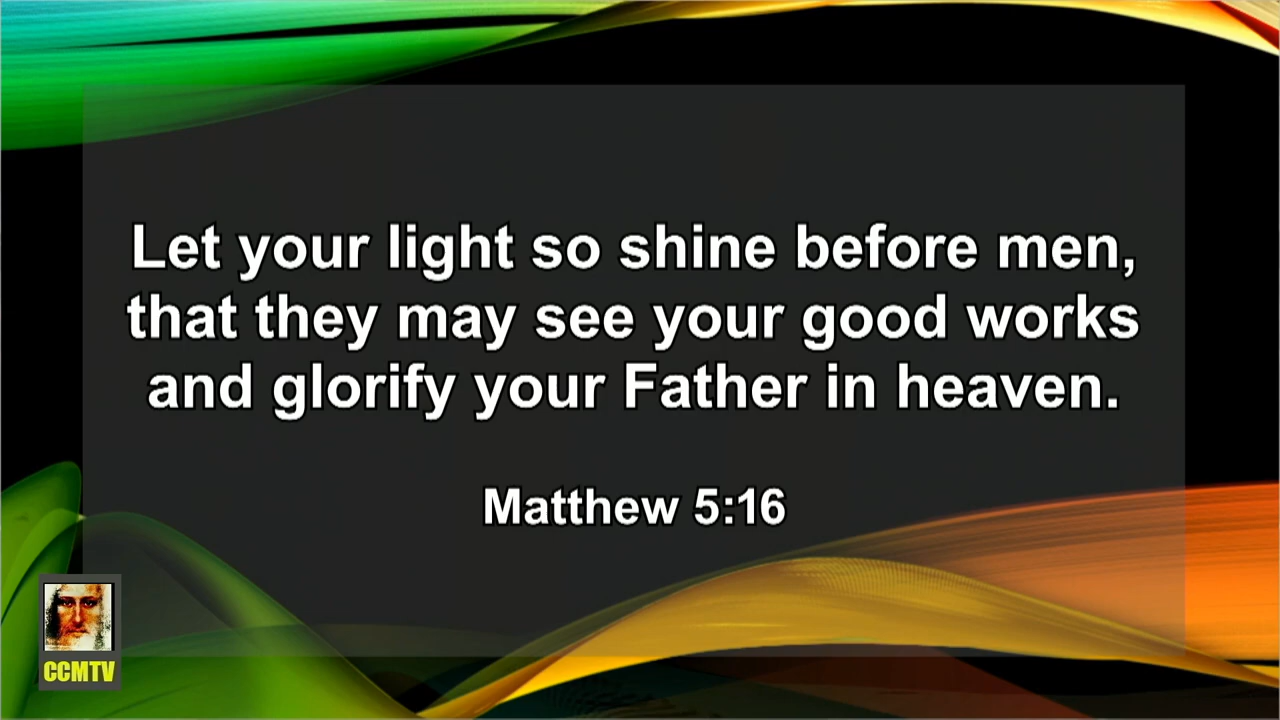 Let your light so shine before men,
that they may see your good works
and glorify your Father in heaven.
Matthew 5:16
CCMTV